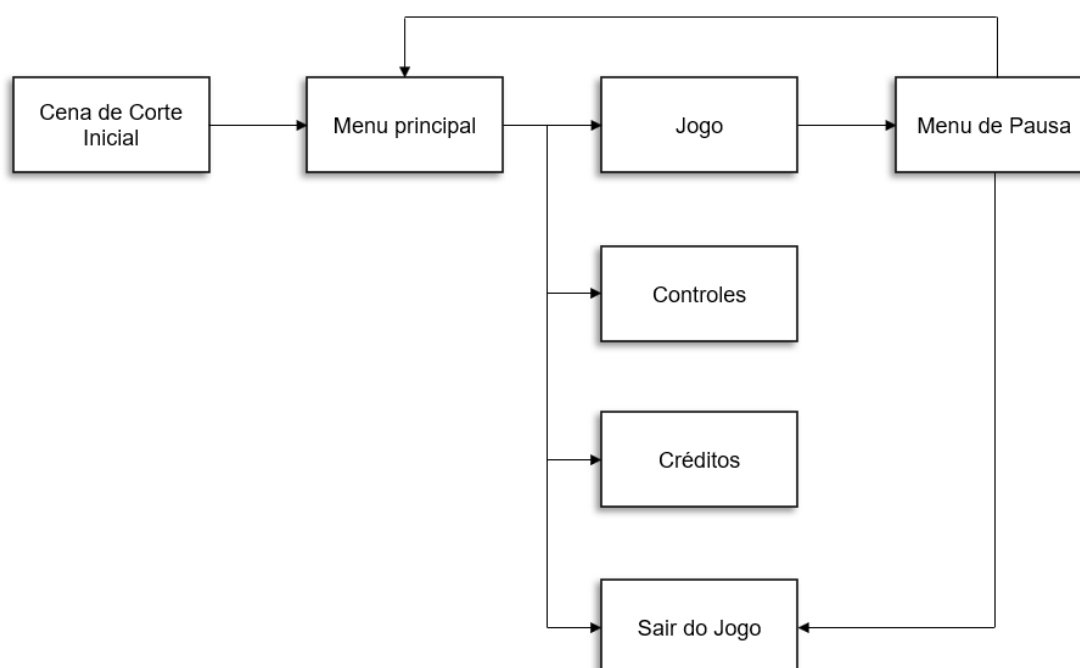 Cena de Corte
Inicial
Menu principal
Jogo
Menu de Pausa
Controles
Créditos
Sair do Jogo